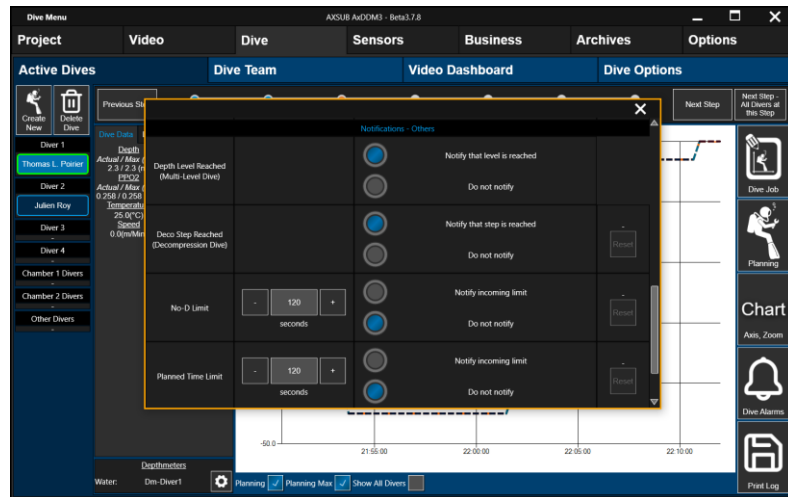 Dive Menu
AXSUB AxDDM3 - Beta3.7.8
Project Video Dive Sensors Business Archives Options
Active Dives Dive Team Video Dashboard Dive Options
Create New
Delete Dive
Previous
Next Step
Next Step - All Divers at this Step
Diver 1
Thomas L. Poirier
Diver 2
Julien Roy
Diver 3
-
Diver 4
-
Chamber 1 Divers
-
Chamber 2 Divers
-
Other Divers
-
Dive Data
Depth
Actual / Max
2.3 / 2.3
PPO2
Actual / Max
0.258 / 0.258
25.0(°C)
Speed
0.0(m/Min
Notifications - Others
Depth Level Reached
(Multi-Level Dive)
Notify that level is reached
Do not notify
Deco Step Reached
(Decompression Dive)
Notify that step is reached
Do not notify
-
Reset
No-D Limit
- 120 +
seconds
Notify incoming limit
Do not notify
-
Reset
Planned Time Limit
- 120 +
seconds
Notify incoming limit
Do not notify
-
Reset
-50.0
21:55:00 22:00:00 22:05:00 22:10:00
Depthmeters
Water: Dm-Diver1
Planning Planning Max Show All Divers
Dive Job
Planning
Chart
Axis, Zoom
Dive Alarms
Print Log